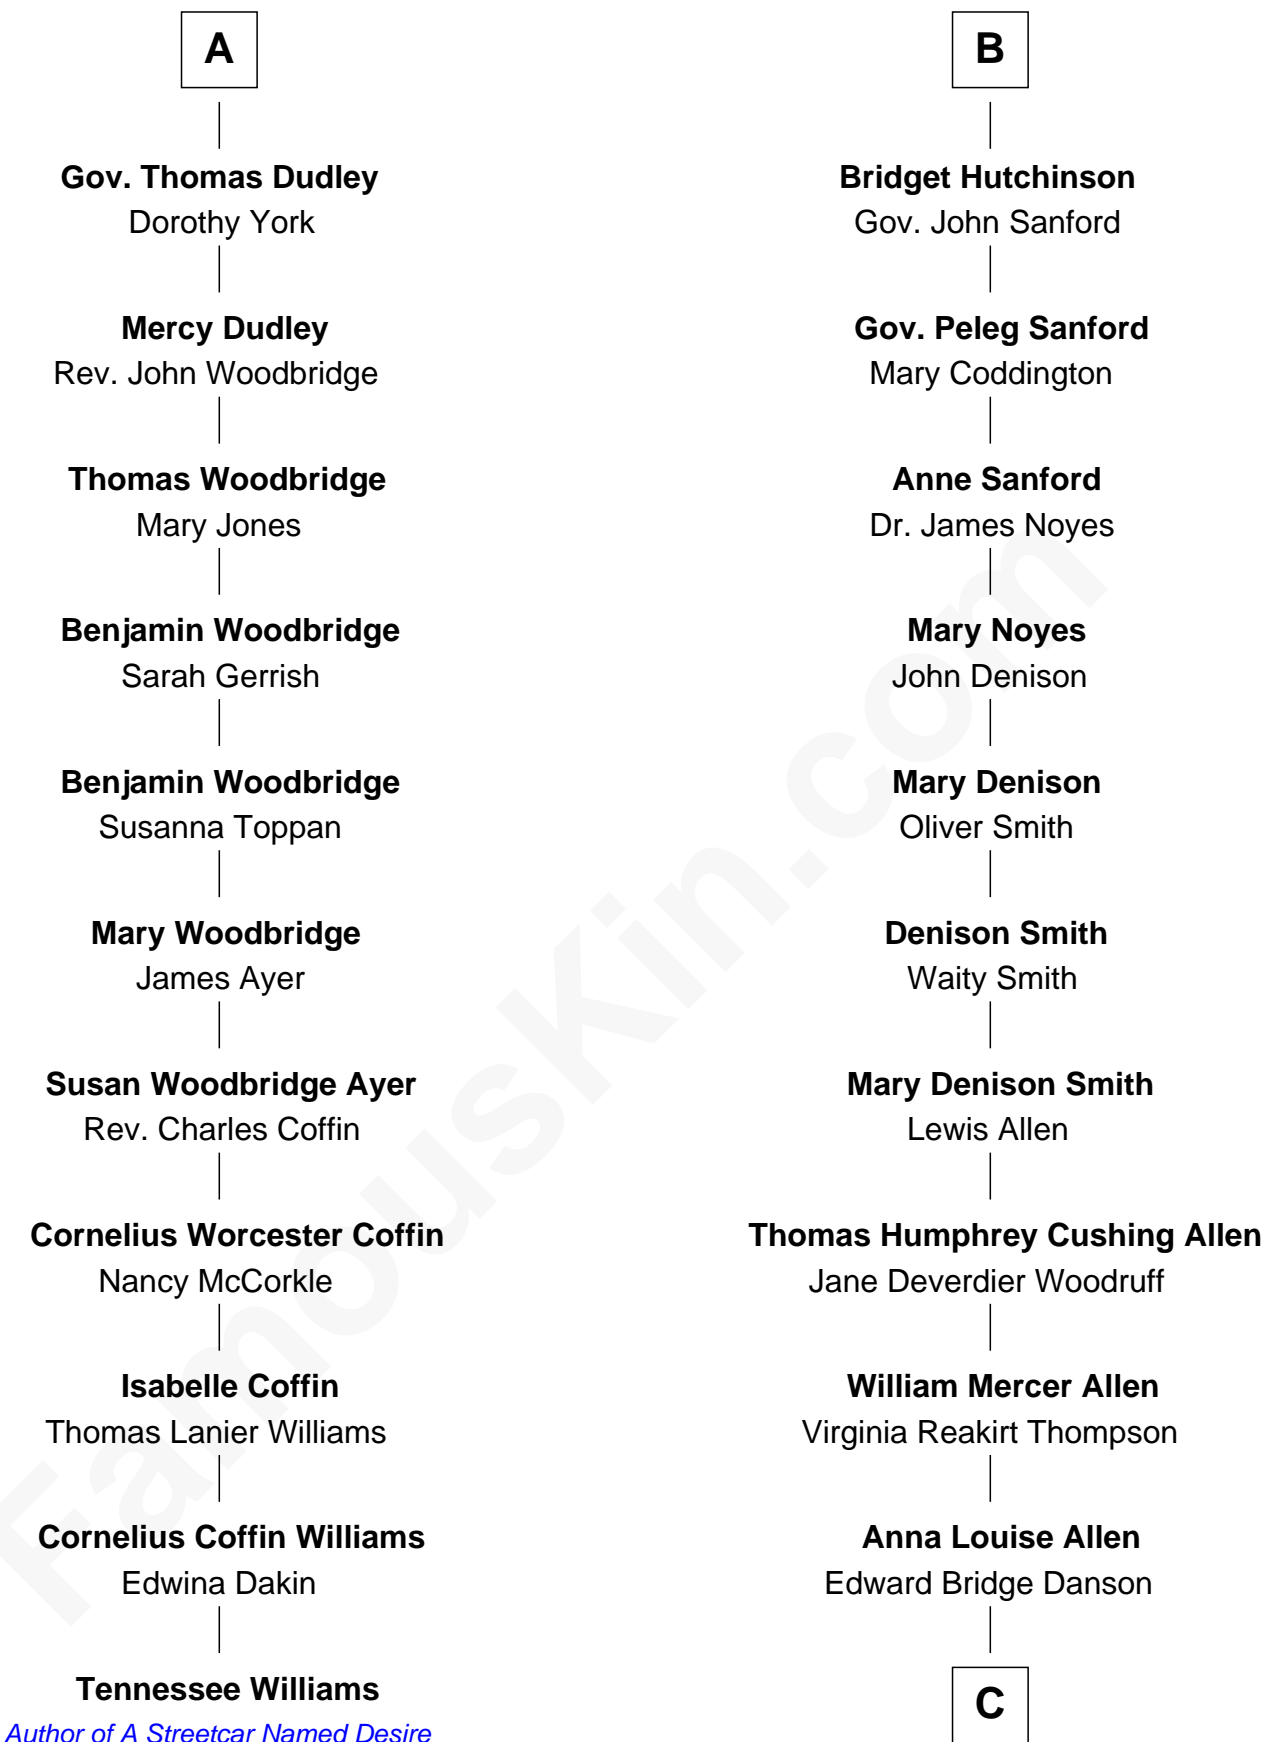 A
Gov. Thomas Dudley
Dorothy York
Mercy Dudley
Rev. John Woodbridge
Thomas Woodbridge
Mary Jones
Benjamin Woodbridge
Sarah Gerrish
Benjamin Woodbridge
Susanna Toppan
Mary Woodbridge
James Ayer
Susan Woodbridge Ayer
Rev. Charles Coffin
Cornelius Worcester Coffin
Nancy McCorkle
Isabelle Coffin
Thomas Lanier Williams
Cornelius Coffin Williams
Edwina Dakin
Tennessee Williams
Author of A Streetcar Named Desire
B
Bridget Hutchinson
Gov. John Sanford
Gov. Peleg Sanford
Mary Coddington
Anne Sanford
Dr. James Noyes
Mary Noyes
John Denison
Mary Denison
Oliver Smith
Denison Smith
Waity Smith
Mary Denison Smith
Lewis Allen
Thomas Humphrey Cushing Allen
Jane Deverdier Woodruff
William Mercer Allen
Virginia Reakirt Thompson
Anna Louise Allen
Edward Bridge Danson
C
FamousKin.com